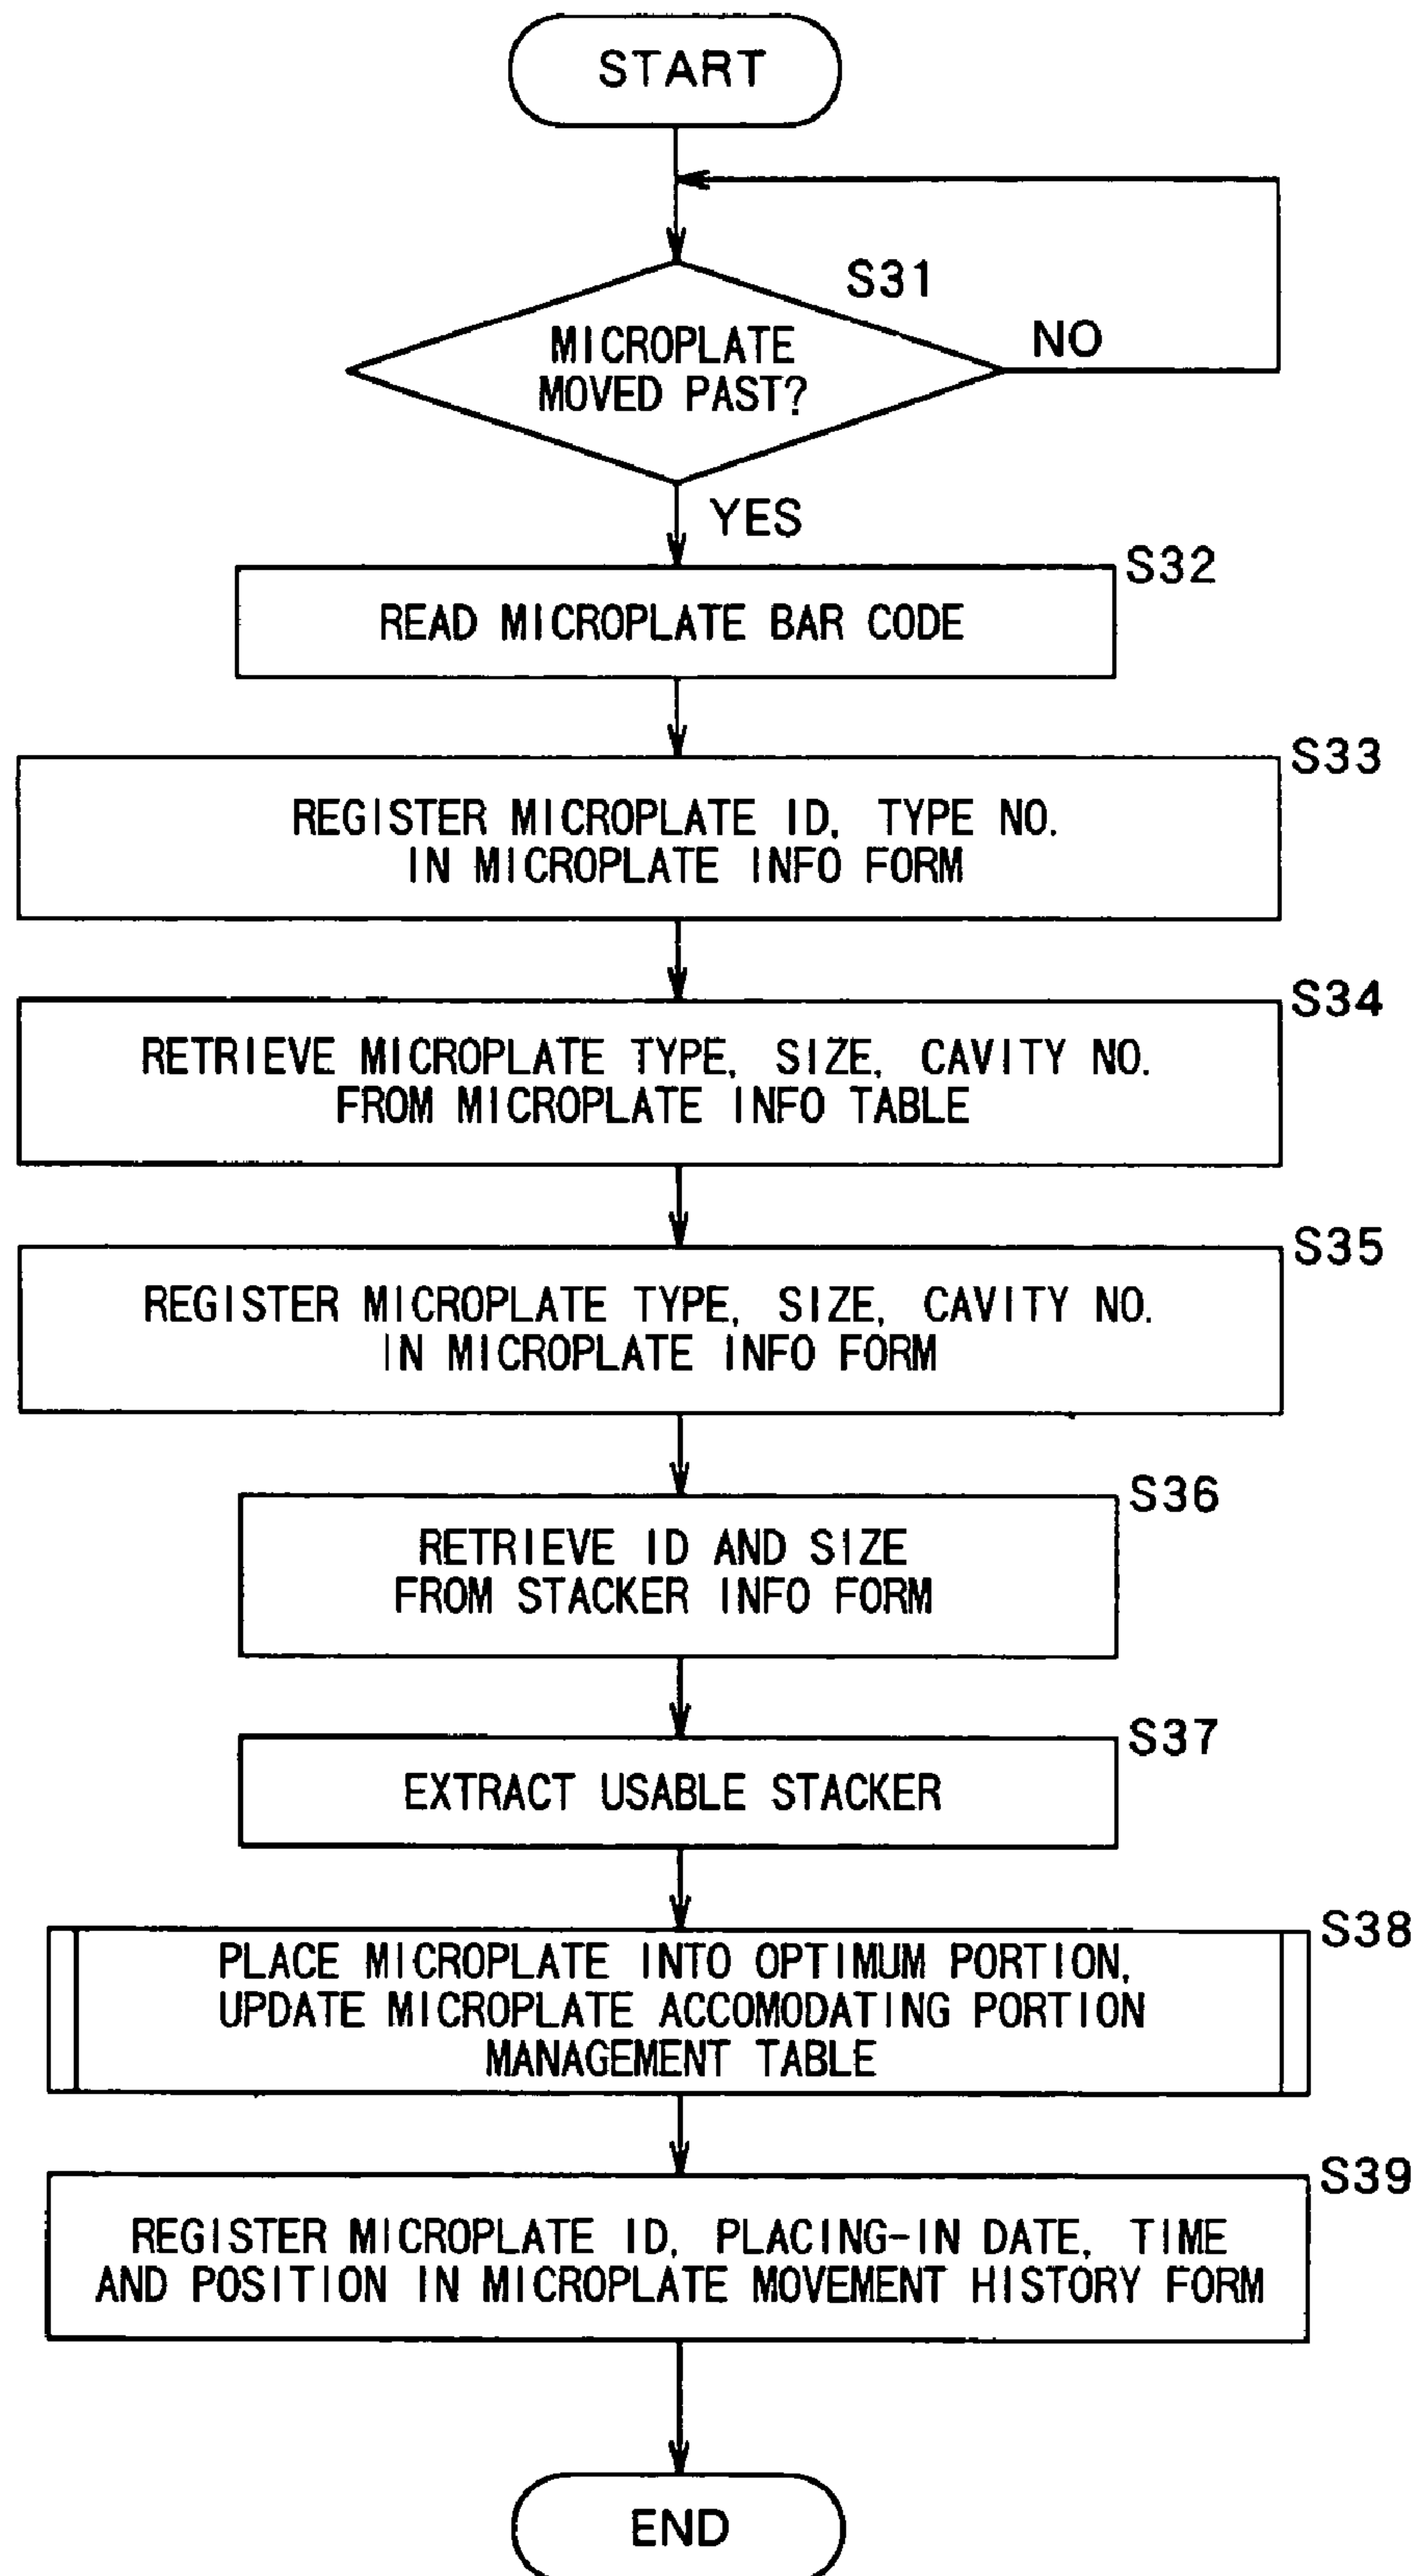 START
S31
MICROPLATE
MOVED PAST?
NO
YES
S32
READ MICROPLATE BAR CODE
S33
REGISTER MICROPLATE ID, TYPE NO.
IN MICROPLATE INFO FORM
S34
RETRIEVE MICROPLATE TYPE, SIZE, CAVITY NO.
FROM MICROPLATE INFO TABLE
S35
REGISTER MICROPLATE TYPE, SIZE, CAVITY NO.
IN MICROPLATE INFO FORM
S36
RETRIEVE ID AND SIZE
FROM STACKER INFO FORM
S37
EXTRACT USABLE STACKER
S38
PLACE MICROPLATE INTO OPTIMUM PORTION,
UPDATE MICROPLATE ACCOMODATING PORTION
MANAGEMENT TABLE
S39
REGISTER MICROPLATE ID, PLACING-IN DATE, TIME
AND POSITION IN MICROPLATE MOVEMENT HISTORY FORM
END